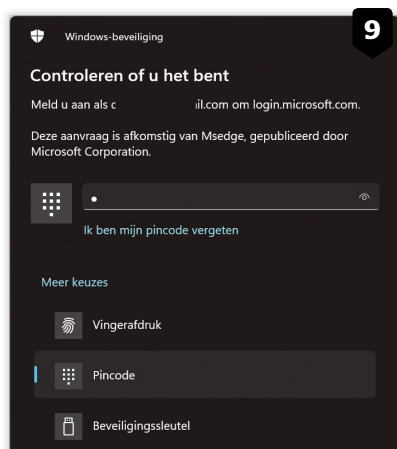 9
Windows-beveiliging
Controleren of u het bent
Meld u aan als c il.com om login.microsoft.com.
Deze aanvraag is afkomstig van Msedge, gepubliceerd door
Microsoft Corporation.
Ik ben mijn pincode vergeten
Meer keuzes
Vingerafdruk
Pincode
Beveiligingssleutel